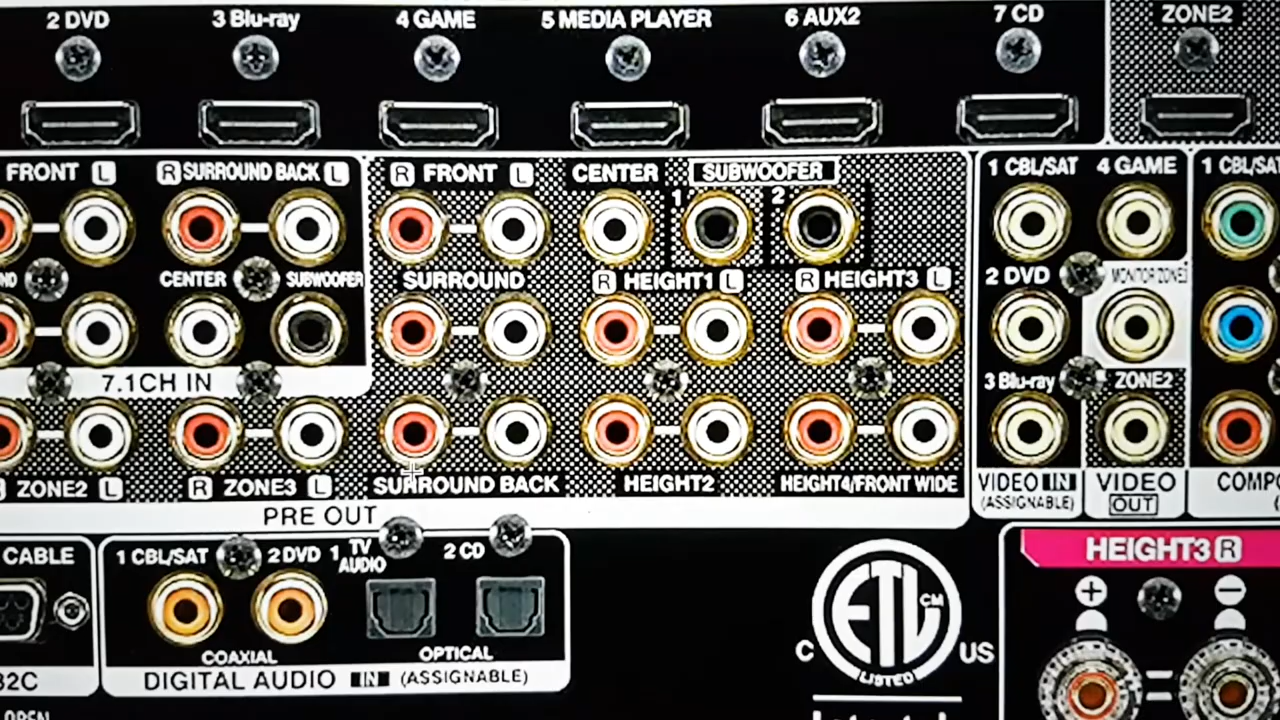 2 DVD
3 Blu-ray
4 GAME
5 MEDIA PLAYER
6 AUX2
7 CD
ZONE2
FRONT L
R SURROUND BACK L
R FRONT L
CENTER
SUBWOOFER
1
2
1 CBL/SAT
4 GAME
1 CBL/SAT
CENTER
SUBWOOFER
SURROUND
R HEIGHT1 L
R HEIGHT3 L
2 DVD
MONITOR/ZONE2
7.1CH IN
3 Blu-ray
ZONE2
ZONE2 L
R ZONE3 L
SURROUND BACK
HEIGHT2
HEIGHT4/FRONT WIDE
VIDEO IN
(ASSIGNABLE)
VIDEO
OUT
PRE OUT
CABLE
1 CBL/SAT
2 DVD
1 TV
AUDIO
2 CD
HEIGHT3 R
+
−
ETL
CM
C
US
LISTED
COAXIAL
OPTICAL
DIGITAL AUDIO IN (ASSIGNABLE)
32C
OPEN